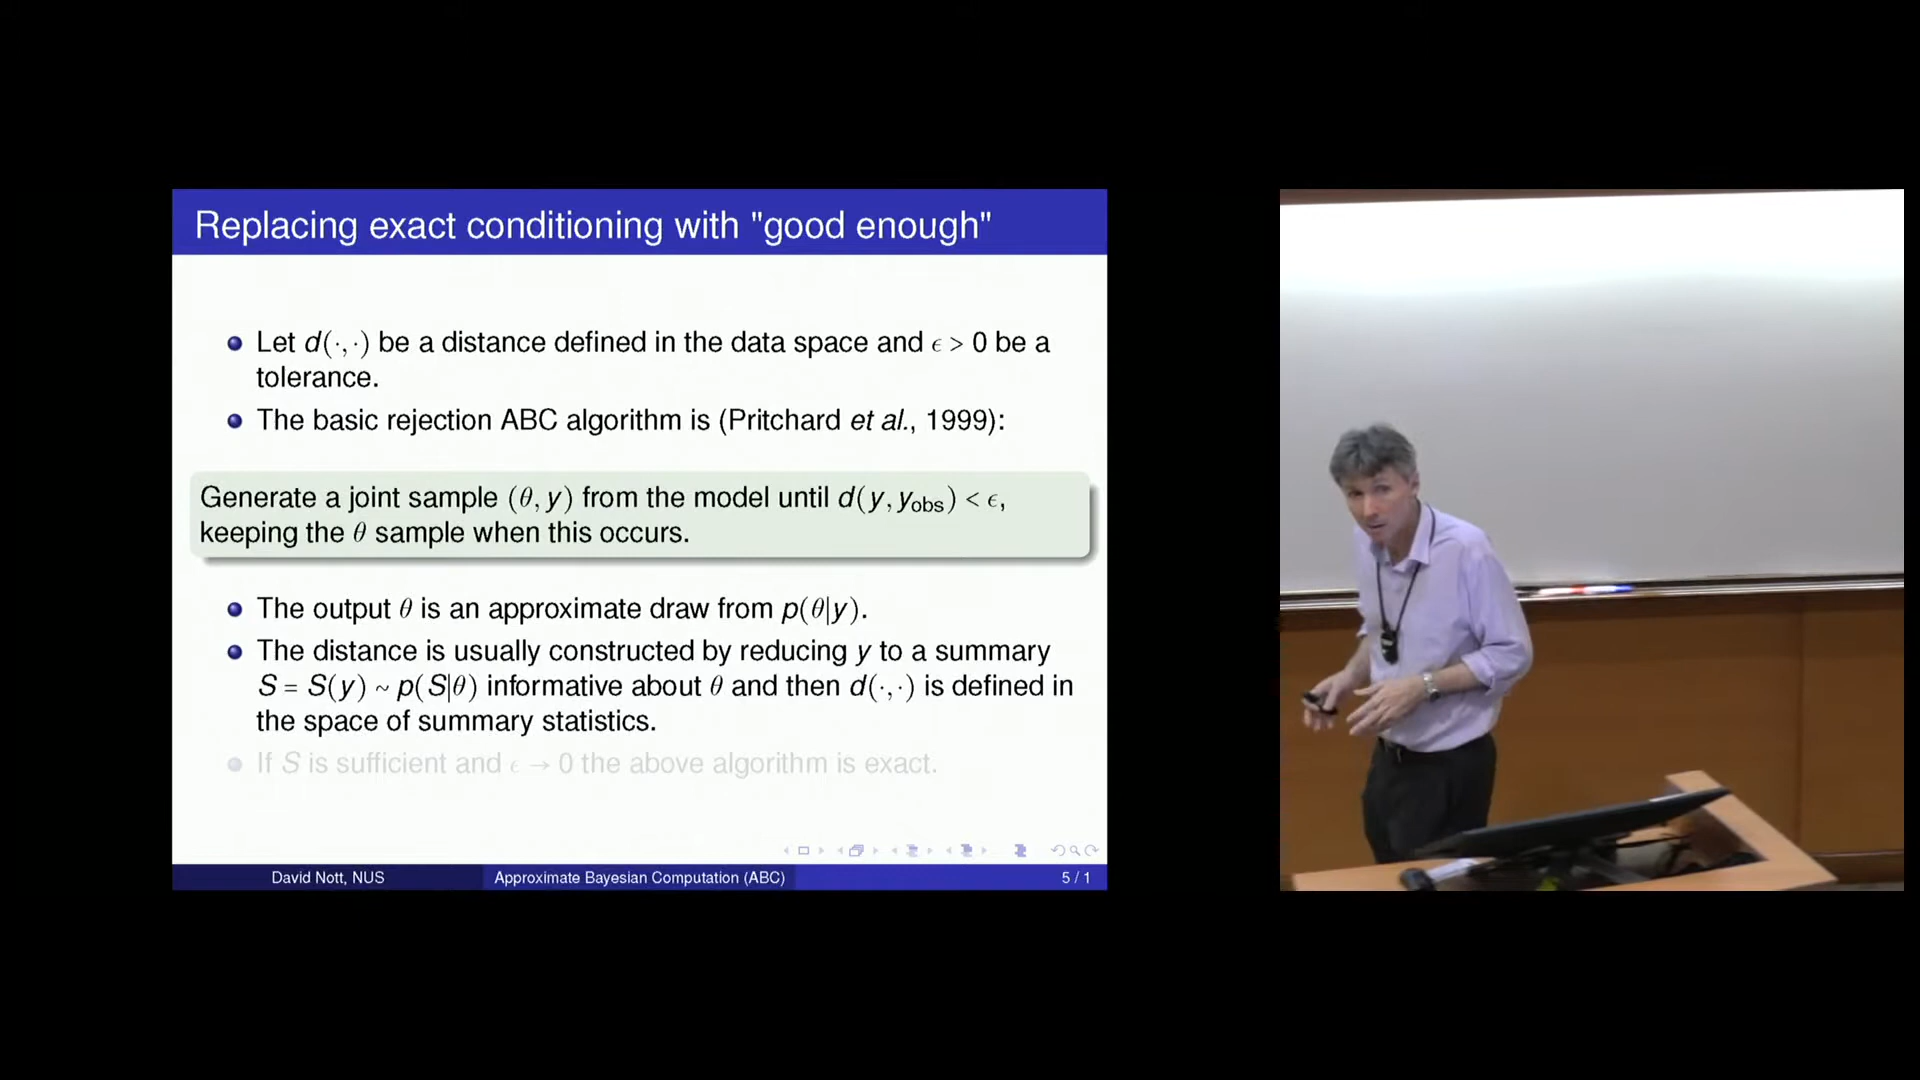 Replacing exact conditioning with "good enough"
Let d(·,·) be a distance defined in the data space and ϵ > 0 be a
tolerance.
The basic rejection ABC algorithm is (Pritchard et al., 1999):
Generate a joint sample (θ, y) from the model until d(y, y_obs) < ϵ,
keeping the θ sample when this occurs.
The output θ is an approximate draw from p(θ|y).
The distance is usually constructed by reducing y to a summary
S = S(y) ~ p(S|θ) informative about θ and then d(·,·) is defined in
the space of summary statistics.
If S is sufficient and ϵ → 0 the above algorithm is exact.
David Nott, NUS
Approximate Bayesian Computation (ABC)
5 / 1